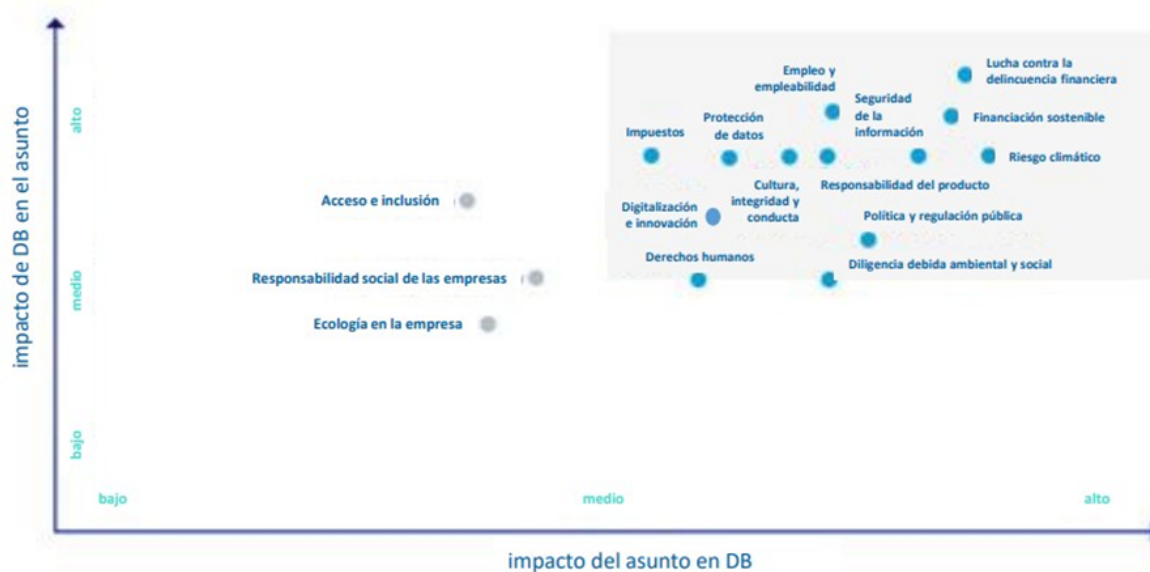 impacto de DB en el asunto
alto
medio
bajo
Lucha contra la
delincuencia financiera
Empleo y
empleabilidad
Seguridad
de la
información
Financiación sostenible
Protección
de datos
Impuestos
Riesgo climático
Cultura,
integridad y
conducta
Responsabilidad del producto
Acceso e inclusión
Digitalización
e innovación
Política y regulación pública
Derechos humanos
Diligencia debida ambiental y social
Responsabilidad social de las empresas
Ecología en la empresa
bajo
medio
alto
impacto del asunto en DB